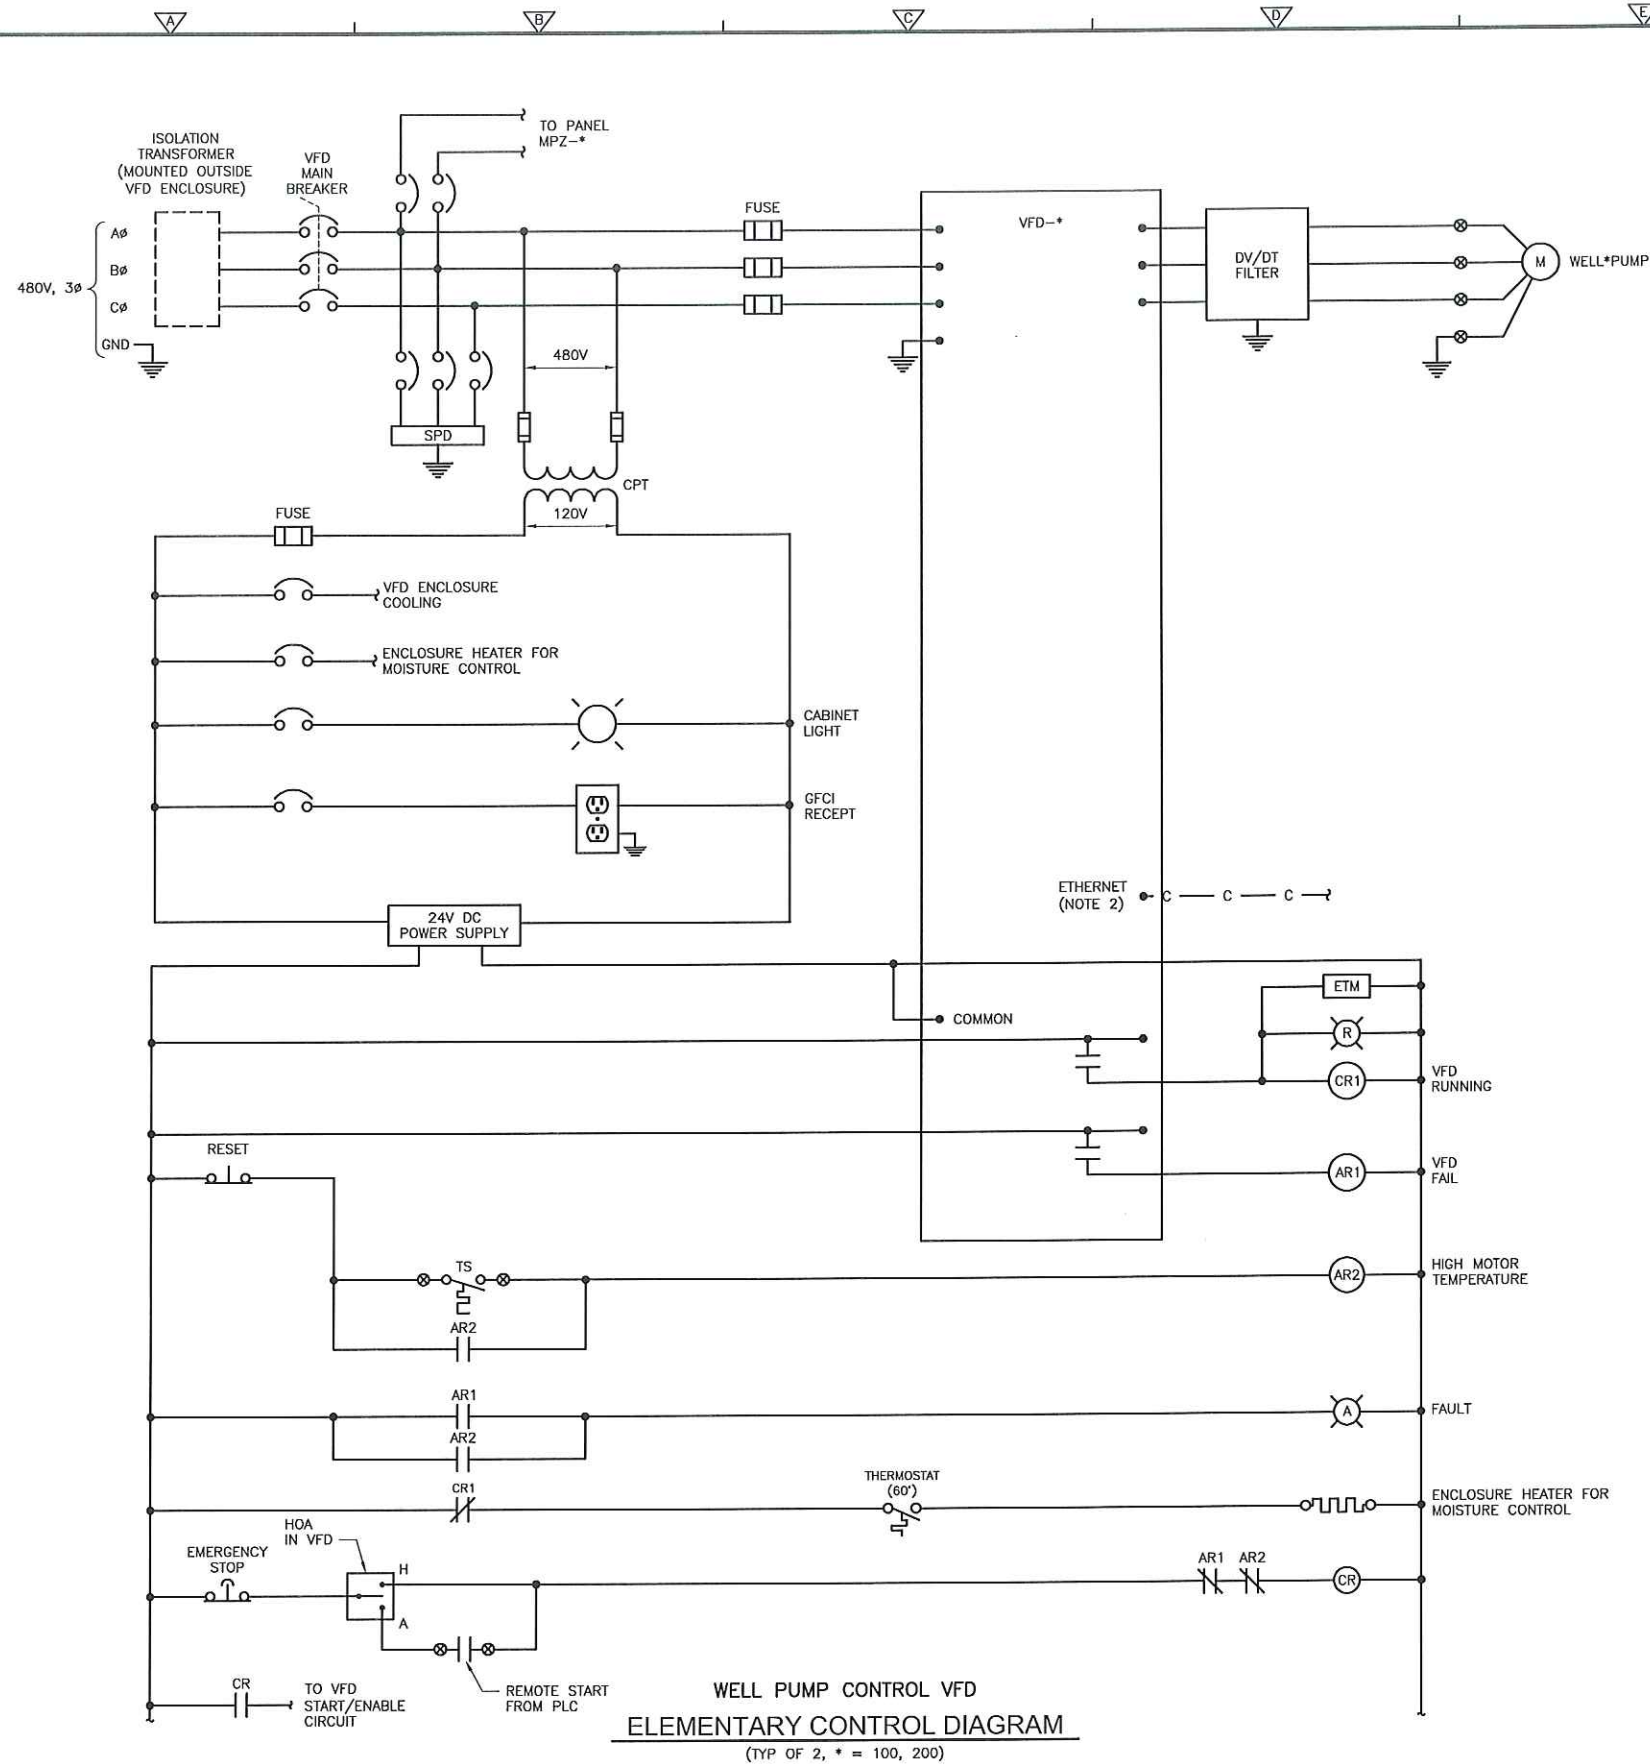 A
B
C
D
E
ISOLATION
TRANSFORMER
(MOUNTED OUTSIDE
VFD ENCLOSURE)
VFD
MAIN
BREAKER
TO PANEL
MPZ-*
480V, 3ø
Aø
Bø
Cø
GND
FUSE
VFD-*
DV/DT
FILTER
M
WELL*PUMP
480V
SPD
CPT
120V
FUSE
VFD ENCLOSURE
COOLING
ENCLOSURE HEATER FOR
MOISTURE CONTROL
CABINET
LIGHT
GFCI
RECEPT
ETHERNET
(NOTE 2)
C
C
C
24V DC
POWER SUPPLY
ETM
COMMON
R
CR1
VFD
RUNNING
RESET
AR1
VFD
FAIL
TS
AR2
HIGH MOTOR
TEMPERATURE
AR2
AR1
A
FAULT
AR2
CR1
THERMOSTAT
(60°)
ENCLOSURE HEATER FOR
MOISTURE CONTROL
HOA
IN VFD
EMERGENCY
STOP
H
A
AR1
AR2
CR
REMOTE START
FROM PLC
CR
TO VFD
START/ENABLE
CIRCUIT
WELL PUMP CONTROL VFD
ELEMENTARY CONTROL DIAGRAM
(TYP OF 2, * = 100, 200)